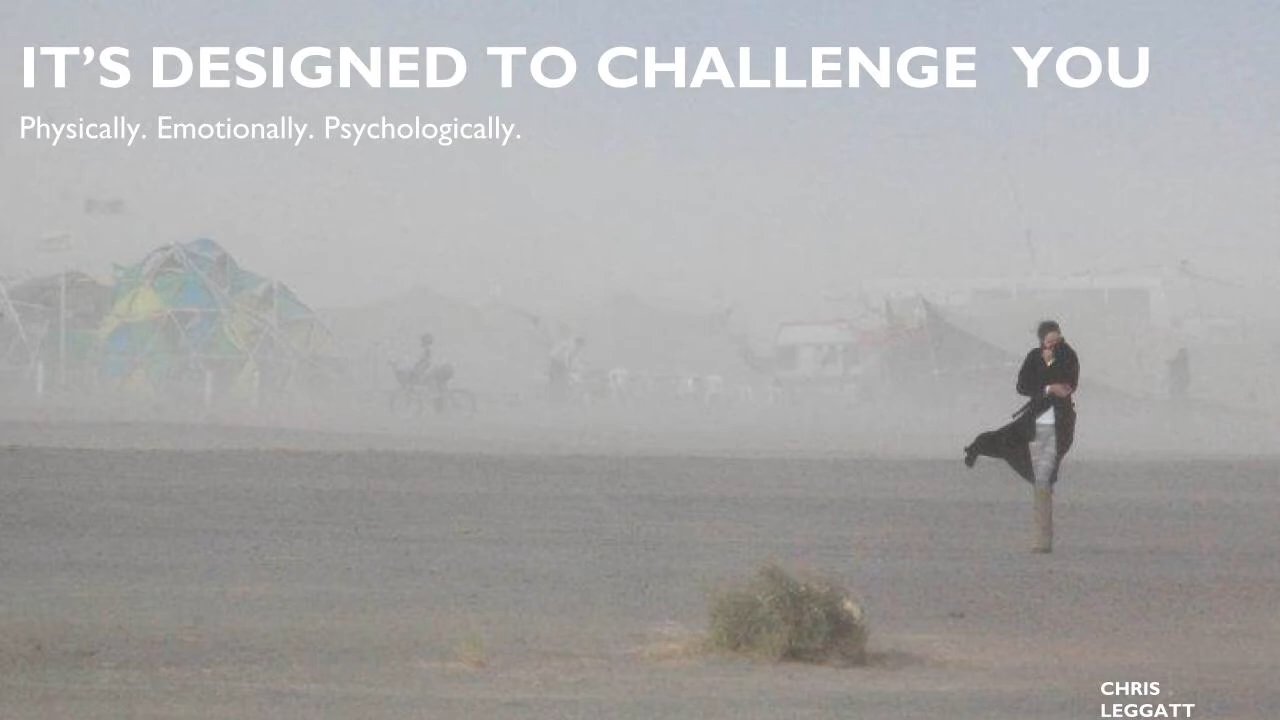 IT’S DESIGNED TO CHALLENGE  YOU
Physically. Emotionally. Psychologically.
CHRIS
LEGGATT